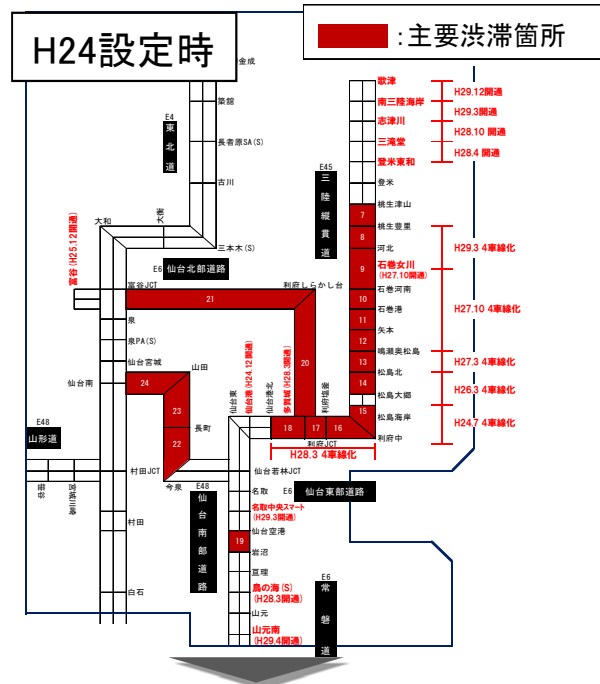 H24設定時
:主要渋滞箇所
金成
築館
E4
東北道
長者原SA(S)
古川
三本木(S)
大和
大衡
E6
仙台北部道路
富谷(H25.12開通)
富谷JCT
利府しらかし台
21
20
泉
泉PA(S)
仙台宮城
仙台南
山田
24
23
22
長町
今泉
E48
山形道
笹谷
宮城川崎
村田JCT
村田
白石
E48
仙台南部道路
歌津
南三陸海岸
志津川
三滝堂
登米東和
H29.12開通
H29.3開通
H28.10 開通
H28.4 開通
E45
三陸縦貫道
登米
桃生津山
7
桃生豊里
8
河北
9
石巻女川
(H27.10開通)
石巻河南
10
石巻港
11
矢本
12
鳴瀬奥松島
13
松島北
14
松島大郷
15
松島海岸
利府中
H29.3 4車線化
H27.10 4車線化
H27.3 4車線化
H26.3 4車線化
H24.7 4車線化
仙台東
仙台港(H24.12開通)
仙台港北
多賀城(H28.3開通)
利府塩釜
18
17
16
利府JCT
H28.3 4車線化
仙台若林JCT
名取
E6
仙台東部道路
名取中央スマート
(H29.3開通)
仙台空港
19
岩沼
亘理
鳥の海(S)
(H28.3開通)
山元
山元南
(H29.4開通)
E6
常磐道